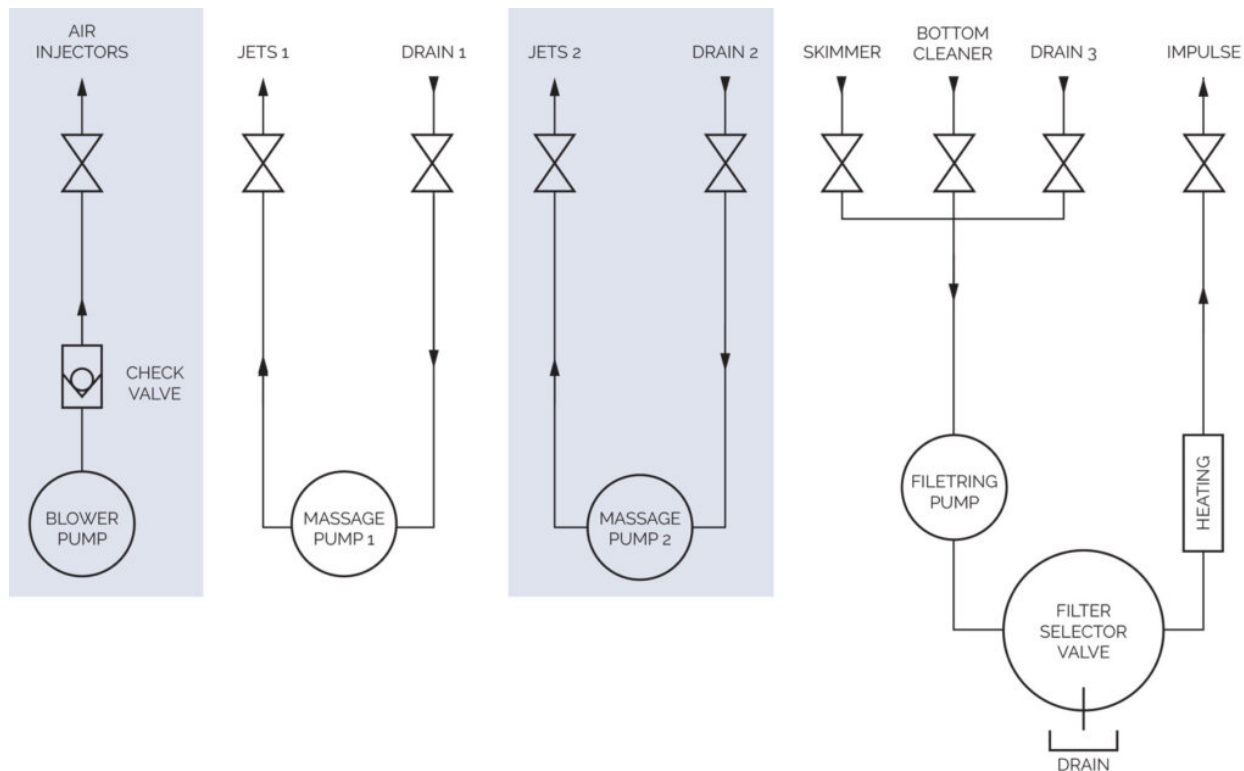 AIR
INJECTORS
JETS 1
DRAIN 1
JETS 2
DRAIN 2
SKIMMER
BOTTOM
CLEANER
DRAIN 3
IMPULSE
CHECK
VALVE
BLOWER
PUMP
MASSAGE
PUMP 1
MASSAGE
PUMP 2
FILETRING
PUMP
HEATING
FILTER
SELECTOR
VALVE
DRAIN